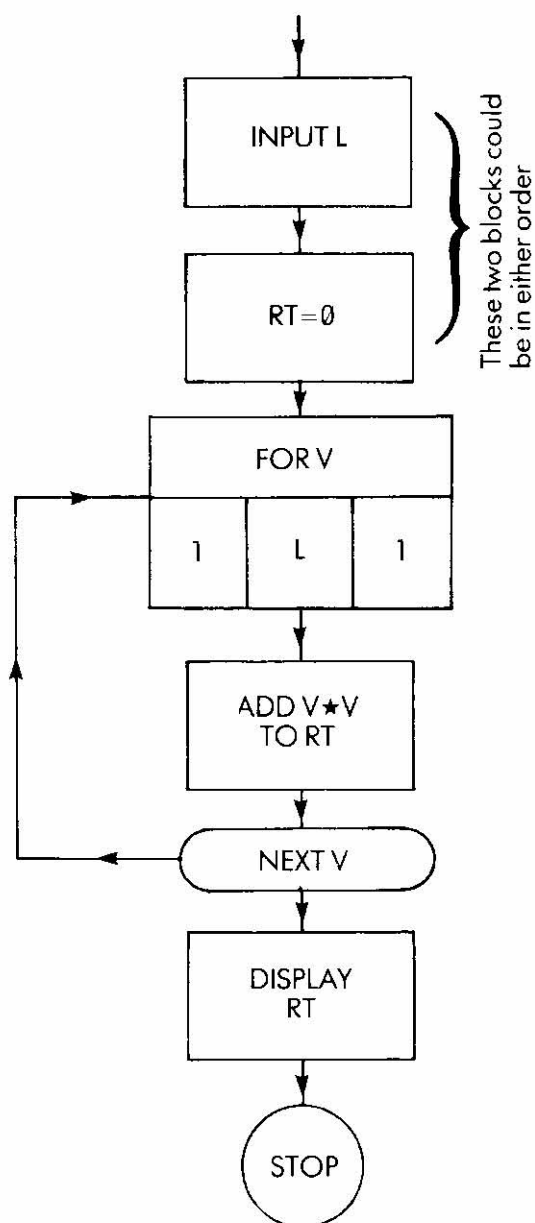 INPUT L
These two blocks could
be in either order
RT=0
FOR V
1 L 1
ADD V★V
TO RT
NEXT V
DISPLAY
RT
STOP